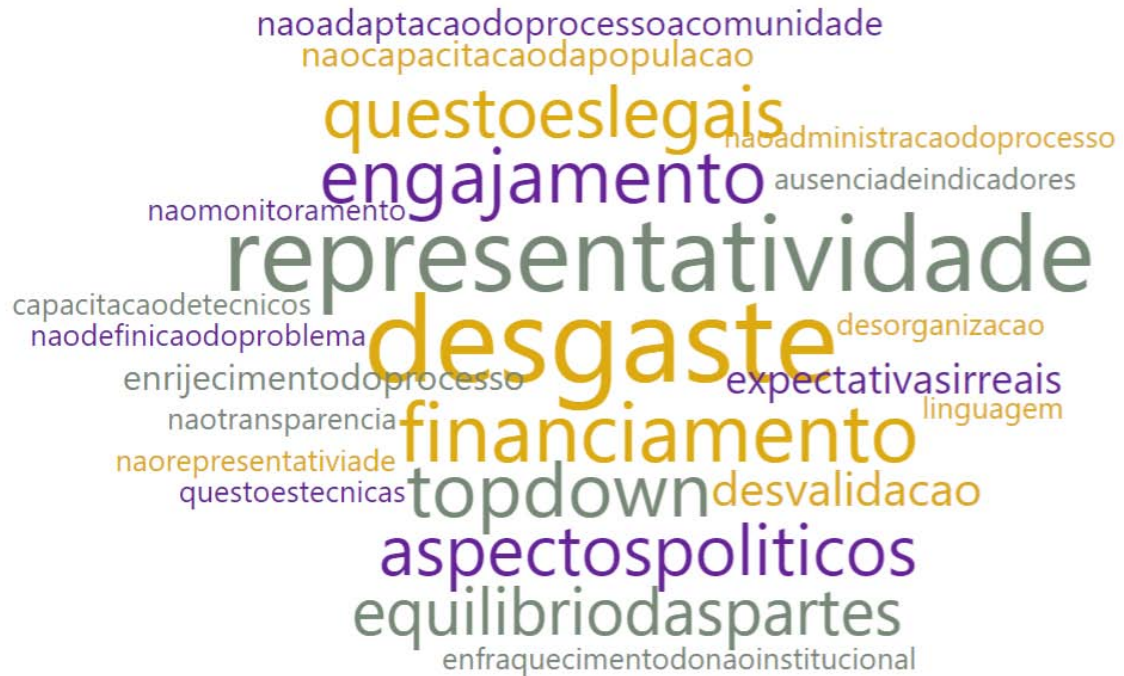 naoadaptacaodoprocessoacomunidade
naocapacitacaodapopulacao
questoeslegais
naoadministracaodoprocesso
engajamento
ausenciadeindicadores
naomonitoramento
representatividade
capacitacaodetecnicos
desgaste
desorganizacao
naodefinicaodoproblema
enrijecimentodoprocesso
expectativasirreais
naotransparencia
financiamento
linguagem
naorepresentativiade
questoestecnicas
topdown
desvalidacao
aspectospoliticos
equilibriodaspartes
enfraquecimentodonaoinstitucional